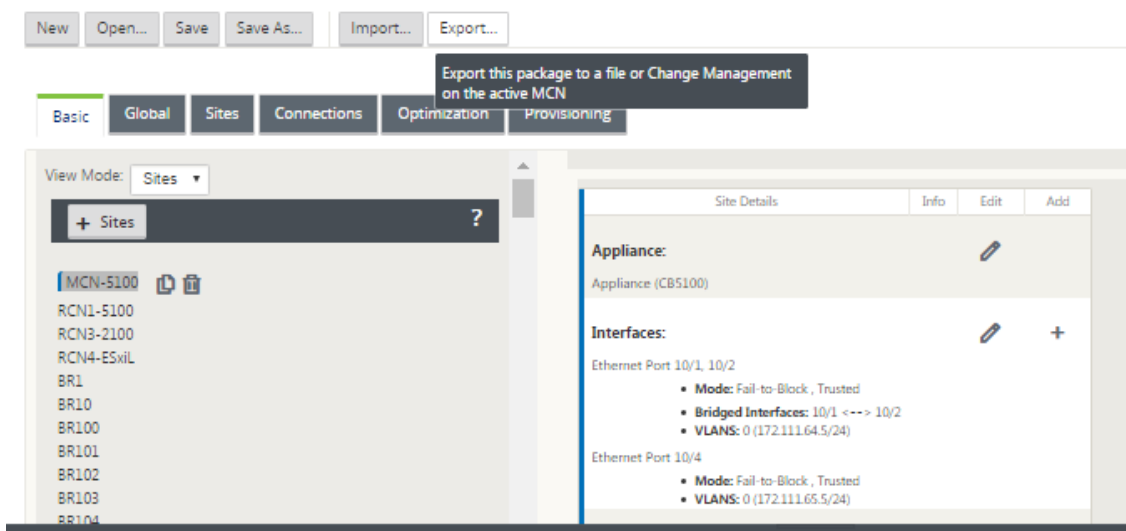 New Open... Save Save As... Import... Export...
Export this package to a file or Change Management
on the active MCN
Basic Global Sites Connections Optimization Provisioning
View Mode: Sites
+ Sites ?
MCN-5100
RCN1-5100
RCN3-2100
RCN4-ESxiL
BR1
BR10
BR100
BR101
BR102
BR103
BR104
Site Details Info Edit Add
Appliance:
Appliance (CB5100)
Interfaces:
Ethernet Port 10/1, 10/2
• Mode: Fail-to-Block , Trusted
• Bridged Interfaces: 10/1 <--> 10/2
• VLANS: 0 (172.111.64.5/24)
Ethernet Port 10/4
• Mode: Fail-to-Block , Trusted
• VLANS: 0 (172.111.65.5/24)